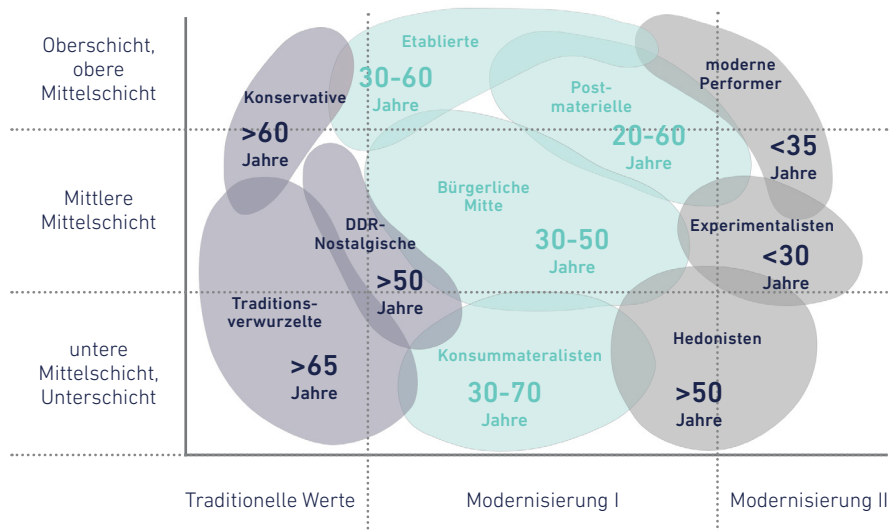 Oberschicht,
obere
Mittelschicht
Mittlere
Mittelschicht
untere
Mittelschicht,
Unterschicht
Etablierte
30-60
Jahre
Konservative
>60
Jahre
Post-
materielle
20-60
Jahre
moderne
Performer
<35
Jahre
Bürgerliche
Mitte
30-50
Jahre
DDR-
Nostalgische
>50
Jahre
Experimentalisten
<30
Jahre
Traditions-
verwurzelte
>65
Jahre
Konsummateralisten
30-70
Jahre
Hedonisten
>50
Jahre
Traditionelle Werte
Modernisierung I
Modernisierung II